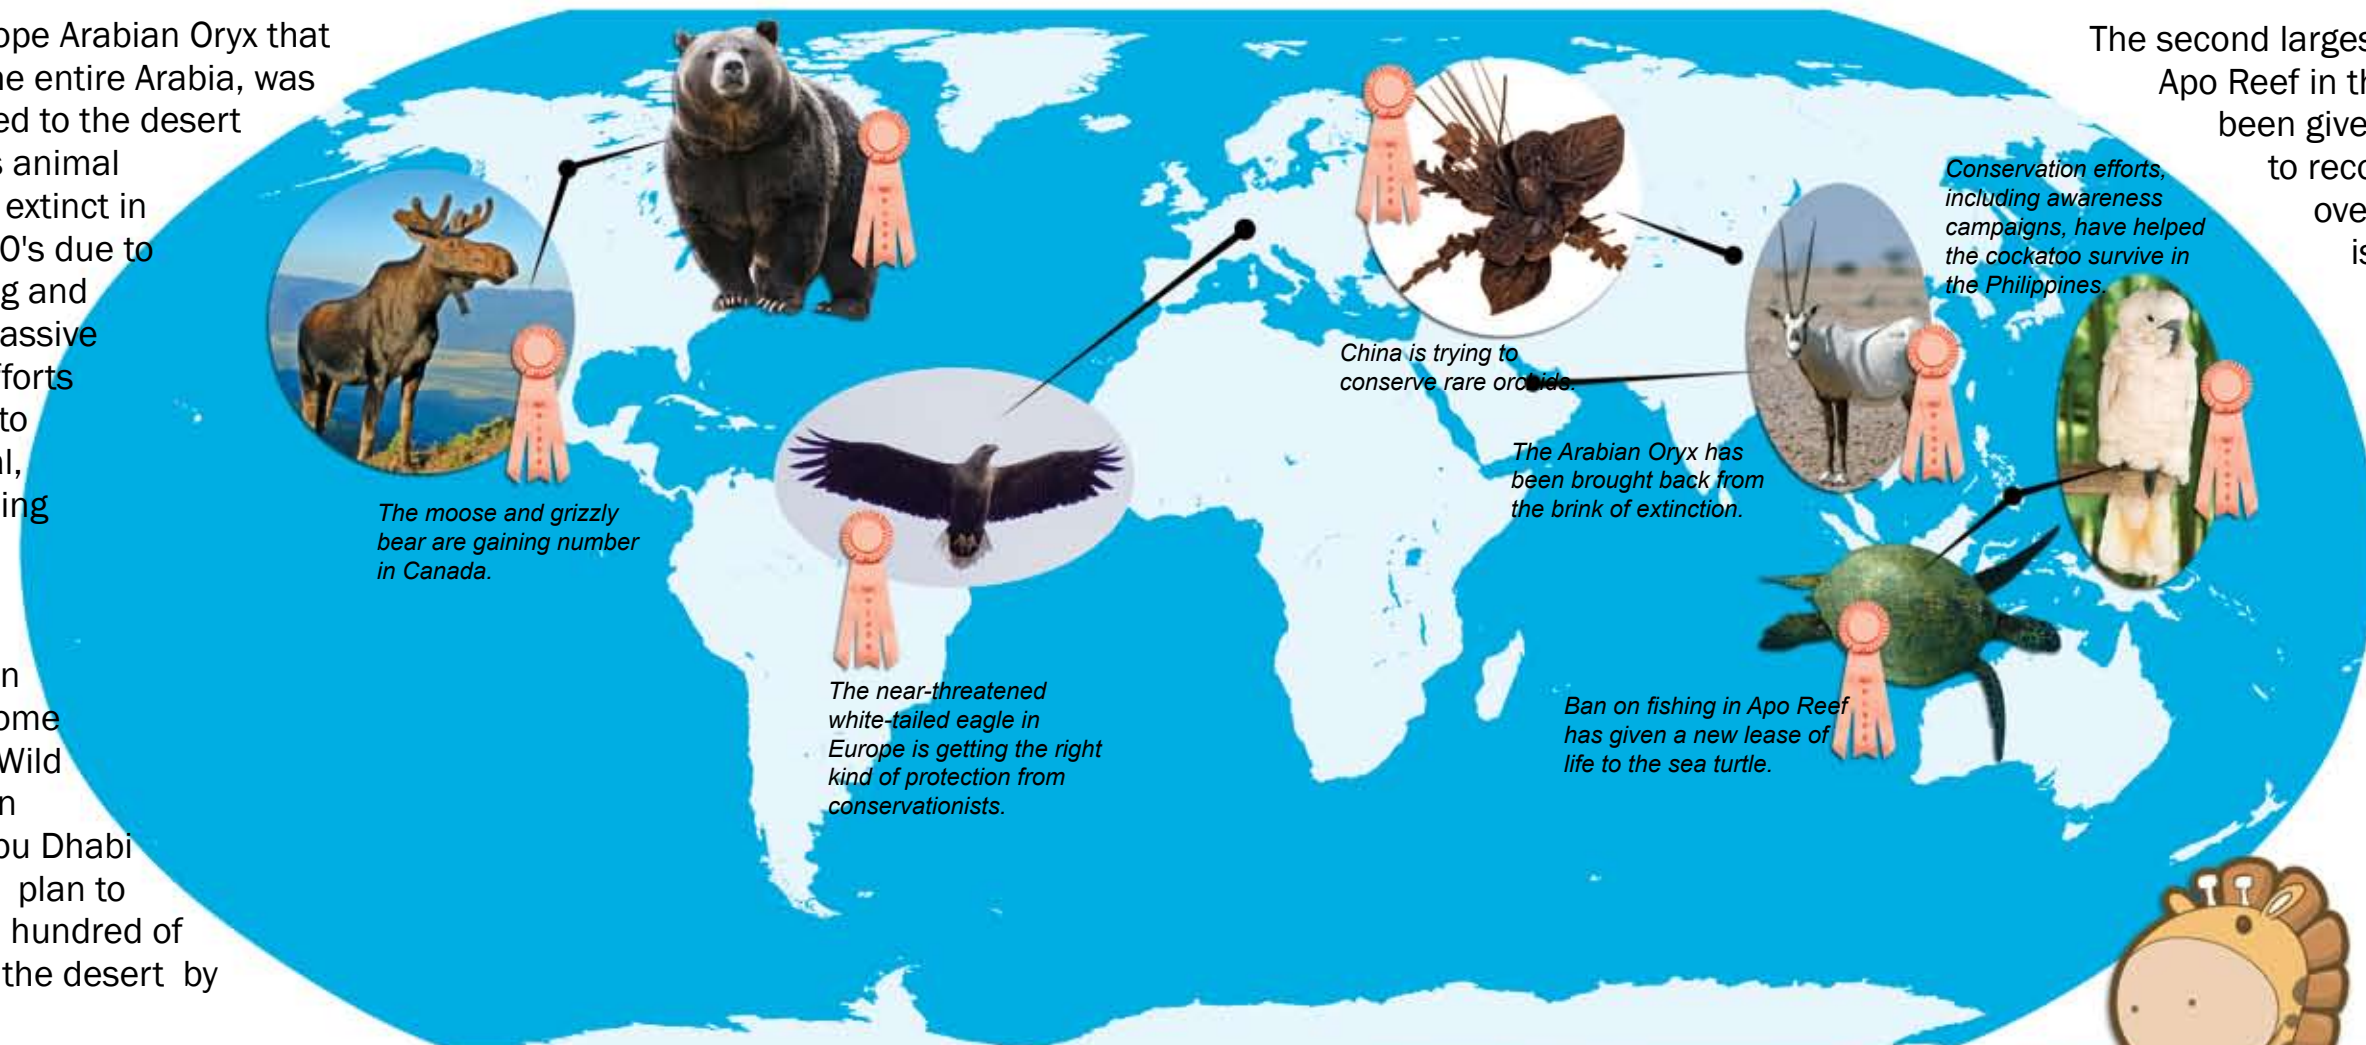 ope Arabian Oryx that
ne entire Arabia, was
ed to the desert
s animal
extinct in
0's due to
g and
assive
fforts
to
al,
ing
n
ome
Wild
n
bu Dhabi
plan to
hundred of
the desert by
The moose and grizzly
bear are gaining number
in Canada.
The near-threatened
white-tailed eagle in
Europe is getting the right
kind of protection from
conservationists.
China is trying to
conserve rare orchids.
The Arabian Oryx has
been brought back from
the brink of extinction.
Ban on fishing in Apo Reef
has given a new lease of
life to the sea turtle.
Conservation efforts,
including awareness
campaigns, have helped
the cockatoo survive in
the Philippines.
The second larges
Apo Reef in th
been give
to reco
ove
is